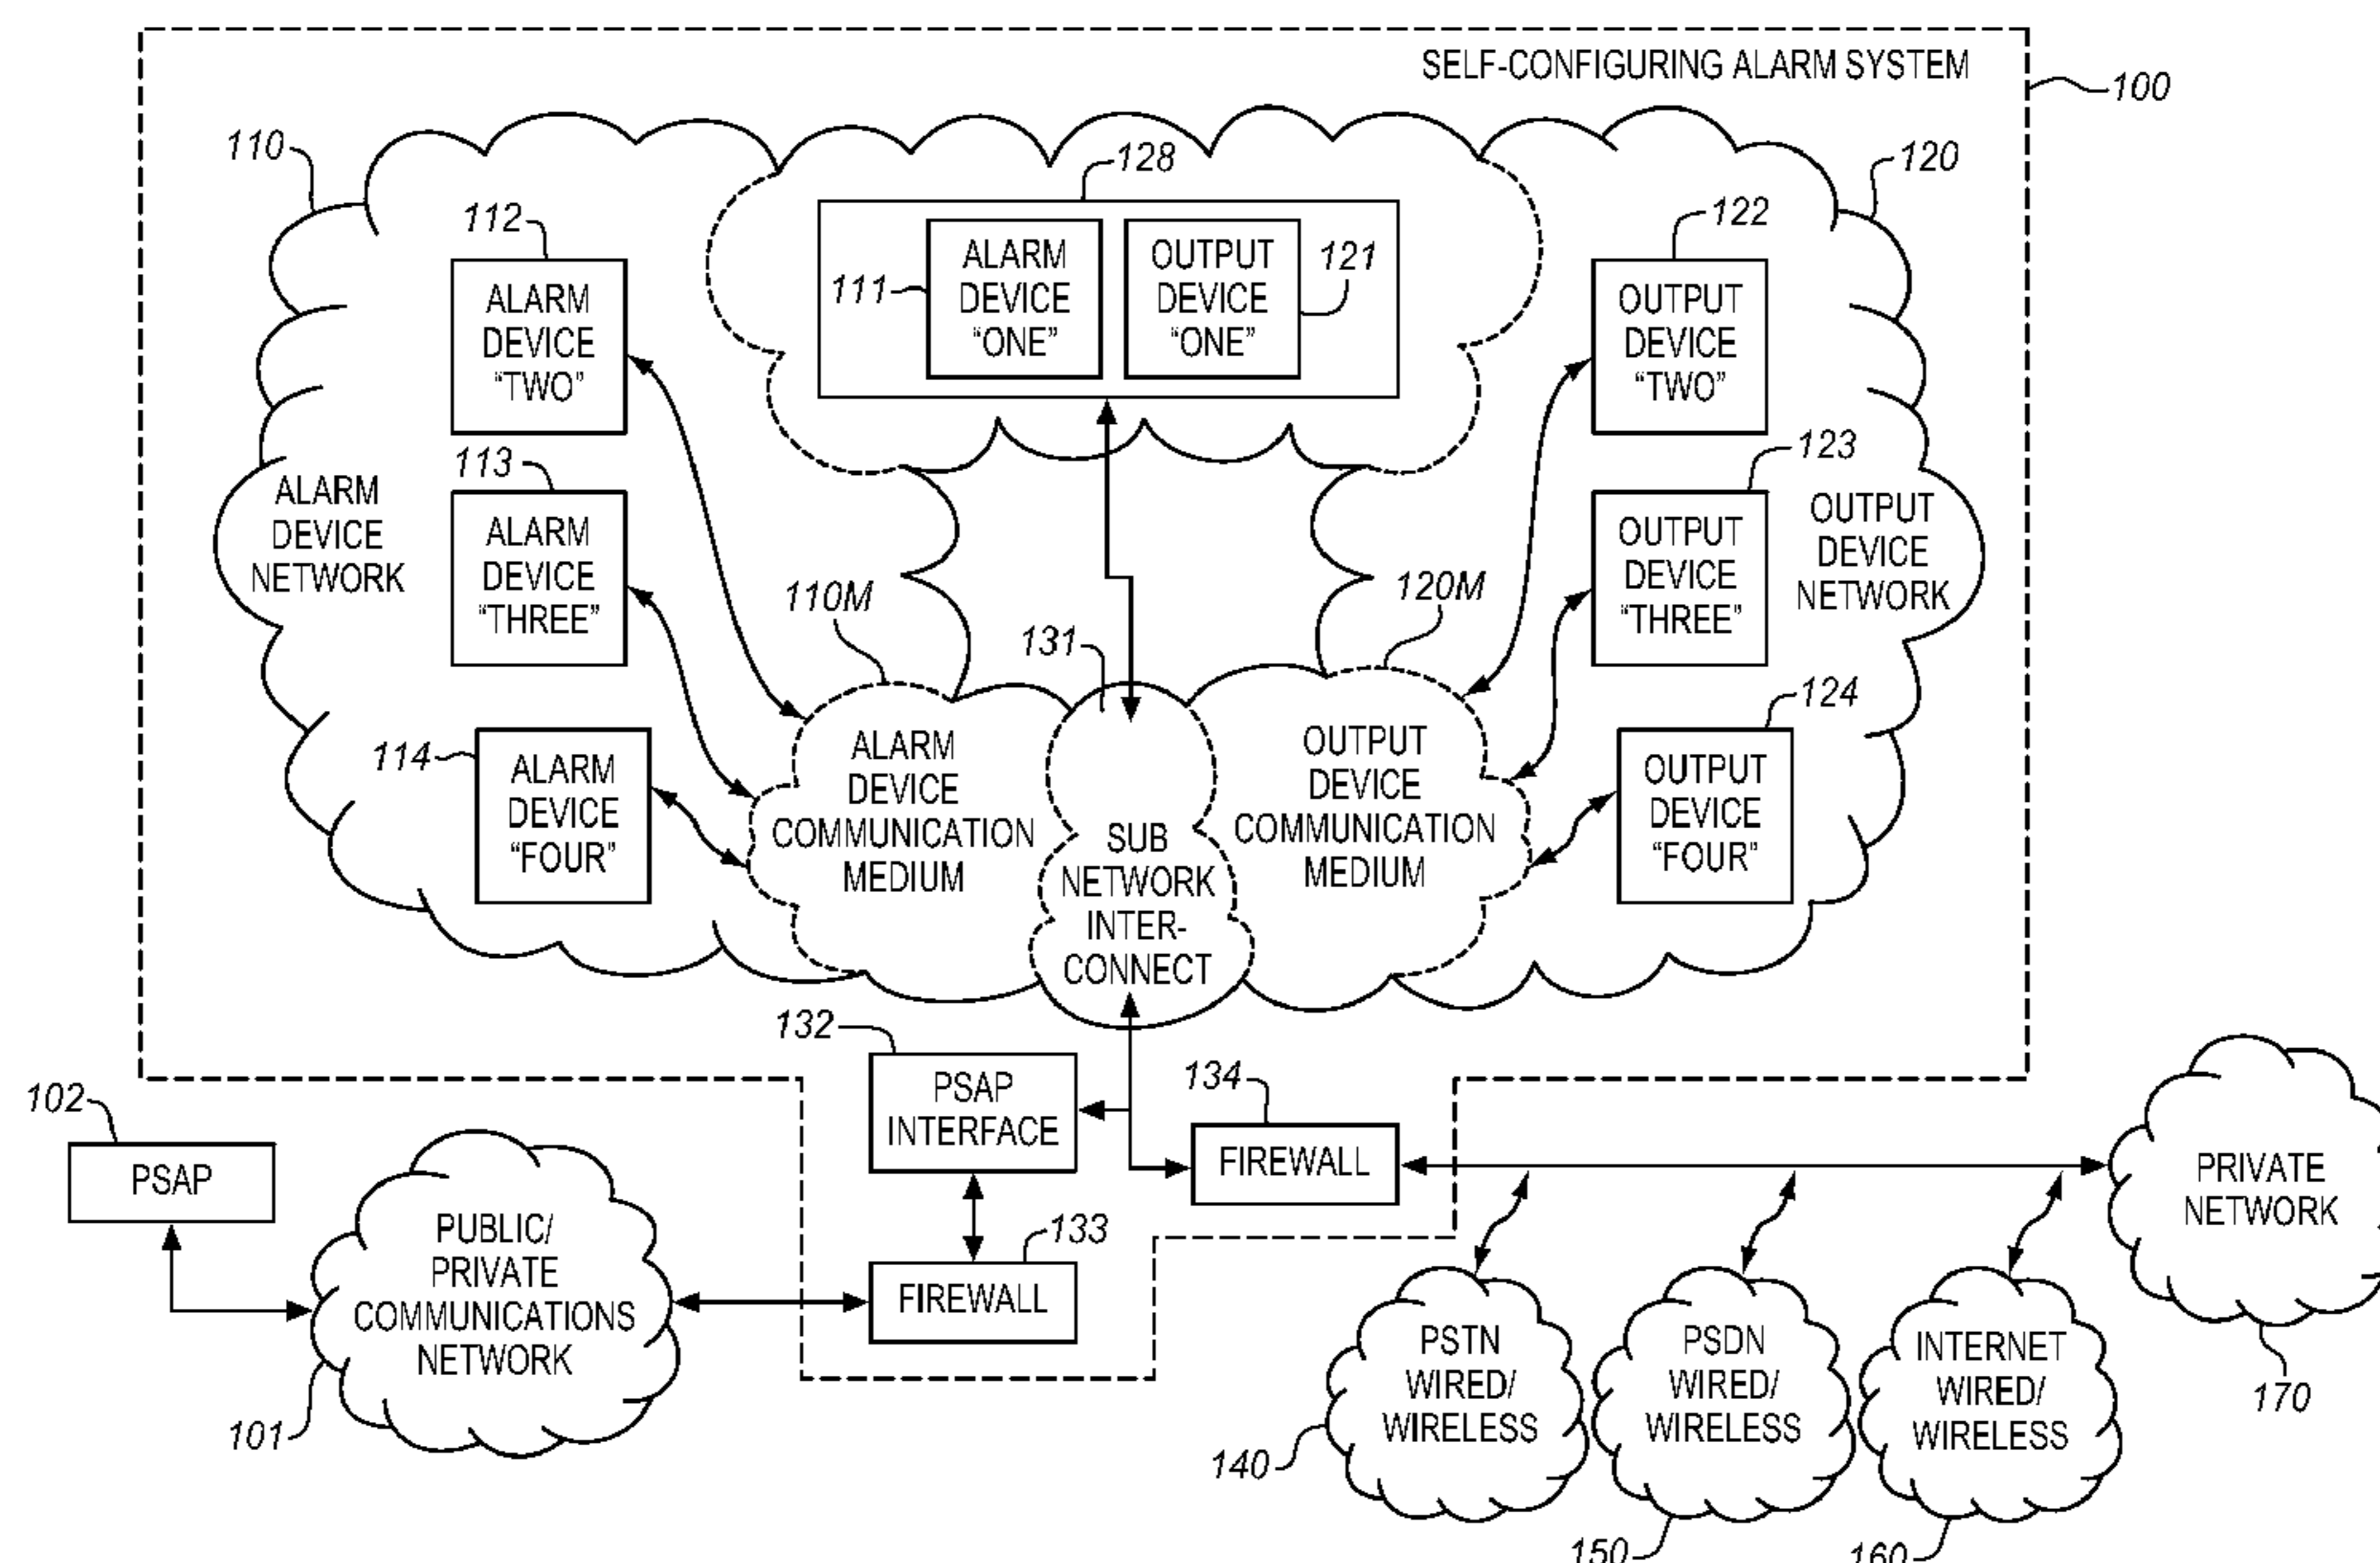 SELF-CONFIGURING ALARM SYSTEM
100
110
128
120
112
122
ALARM
DEVICE
"TWO"
111
ALARM
DEVICE
"ONE"
OUTPUT
DEVICE
"ONE"
121
OUTPUT
DEVICE
"TWO"
113
123
ALARM
DEVICE
NETWORK
ALARM
DEVICE
"THREE"
OUTPUT
DEVICE
"THREE"
OUTPUT
DEVICE
NETWORK
110M
131
120M
114
124
ALARM
DEVICE
"FOUR"
ALARM
DEVICE
COMMUNICATION
MEDIUM
SUB
NETWORK
INTER-
CONNECT
OUTPUT
DEVICE
COMMUNICATION
MEDIUM
OUTPUT
DEVICE
"FOUR"
132
PSAP
INTERFACE
134
FIREWALL
102
PSAP
PUBLIC/
PRIVATE
COMMUNICATIONS
NETWORK
101
133
FIREWALL
PRIVATE
NETWORK
170
PSTN
WIRED/
WIRELESS
140
PSDN
WIRED/
WIRELESS
150
INTERNET
WIRED/
WIRELESS
160